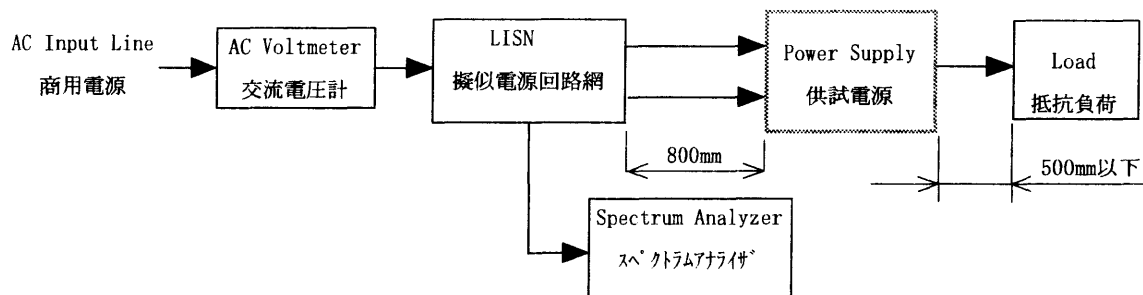 AC Input Line
商用電源
AC Voltmeter
交流電圧計
LISN
擬似電源回路網
Power Supply
供試電源
Load
抵抗負荷
800mm
500mm以下
Spectrum Analyzer
ｽﾍﾟｸﾄﾗﾑｱﾅﾗｲｻﾞ